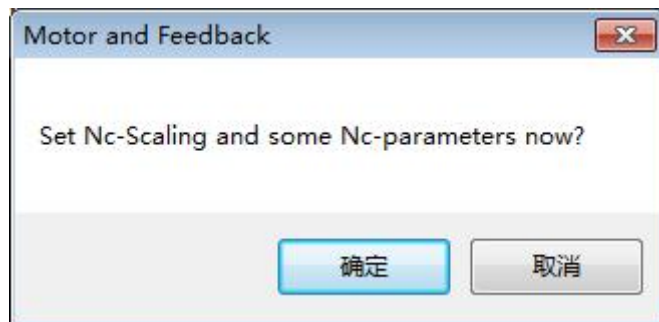 Motor and Feedback
Set Nc-Scaling and some Nc-parameters now?
确定
取消